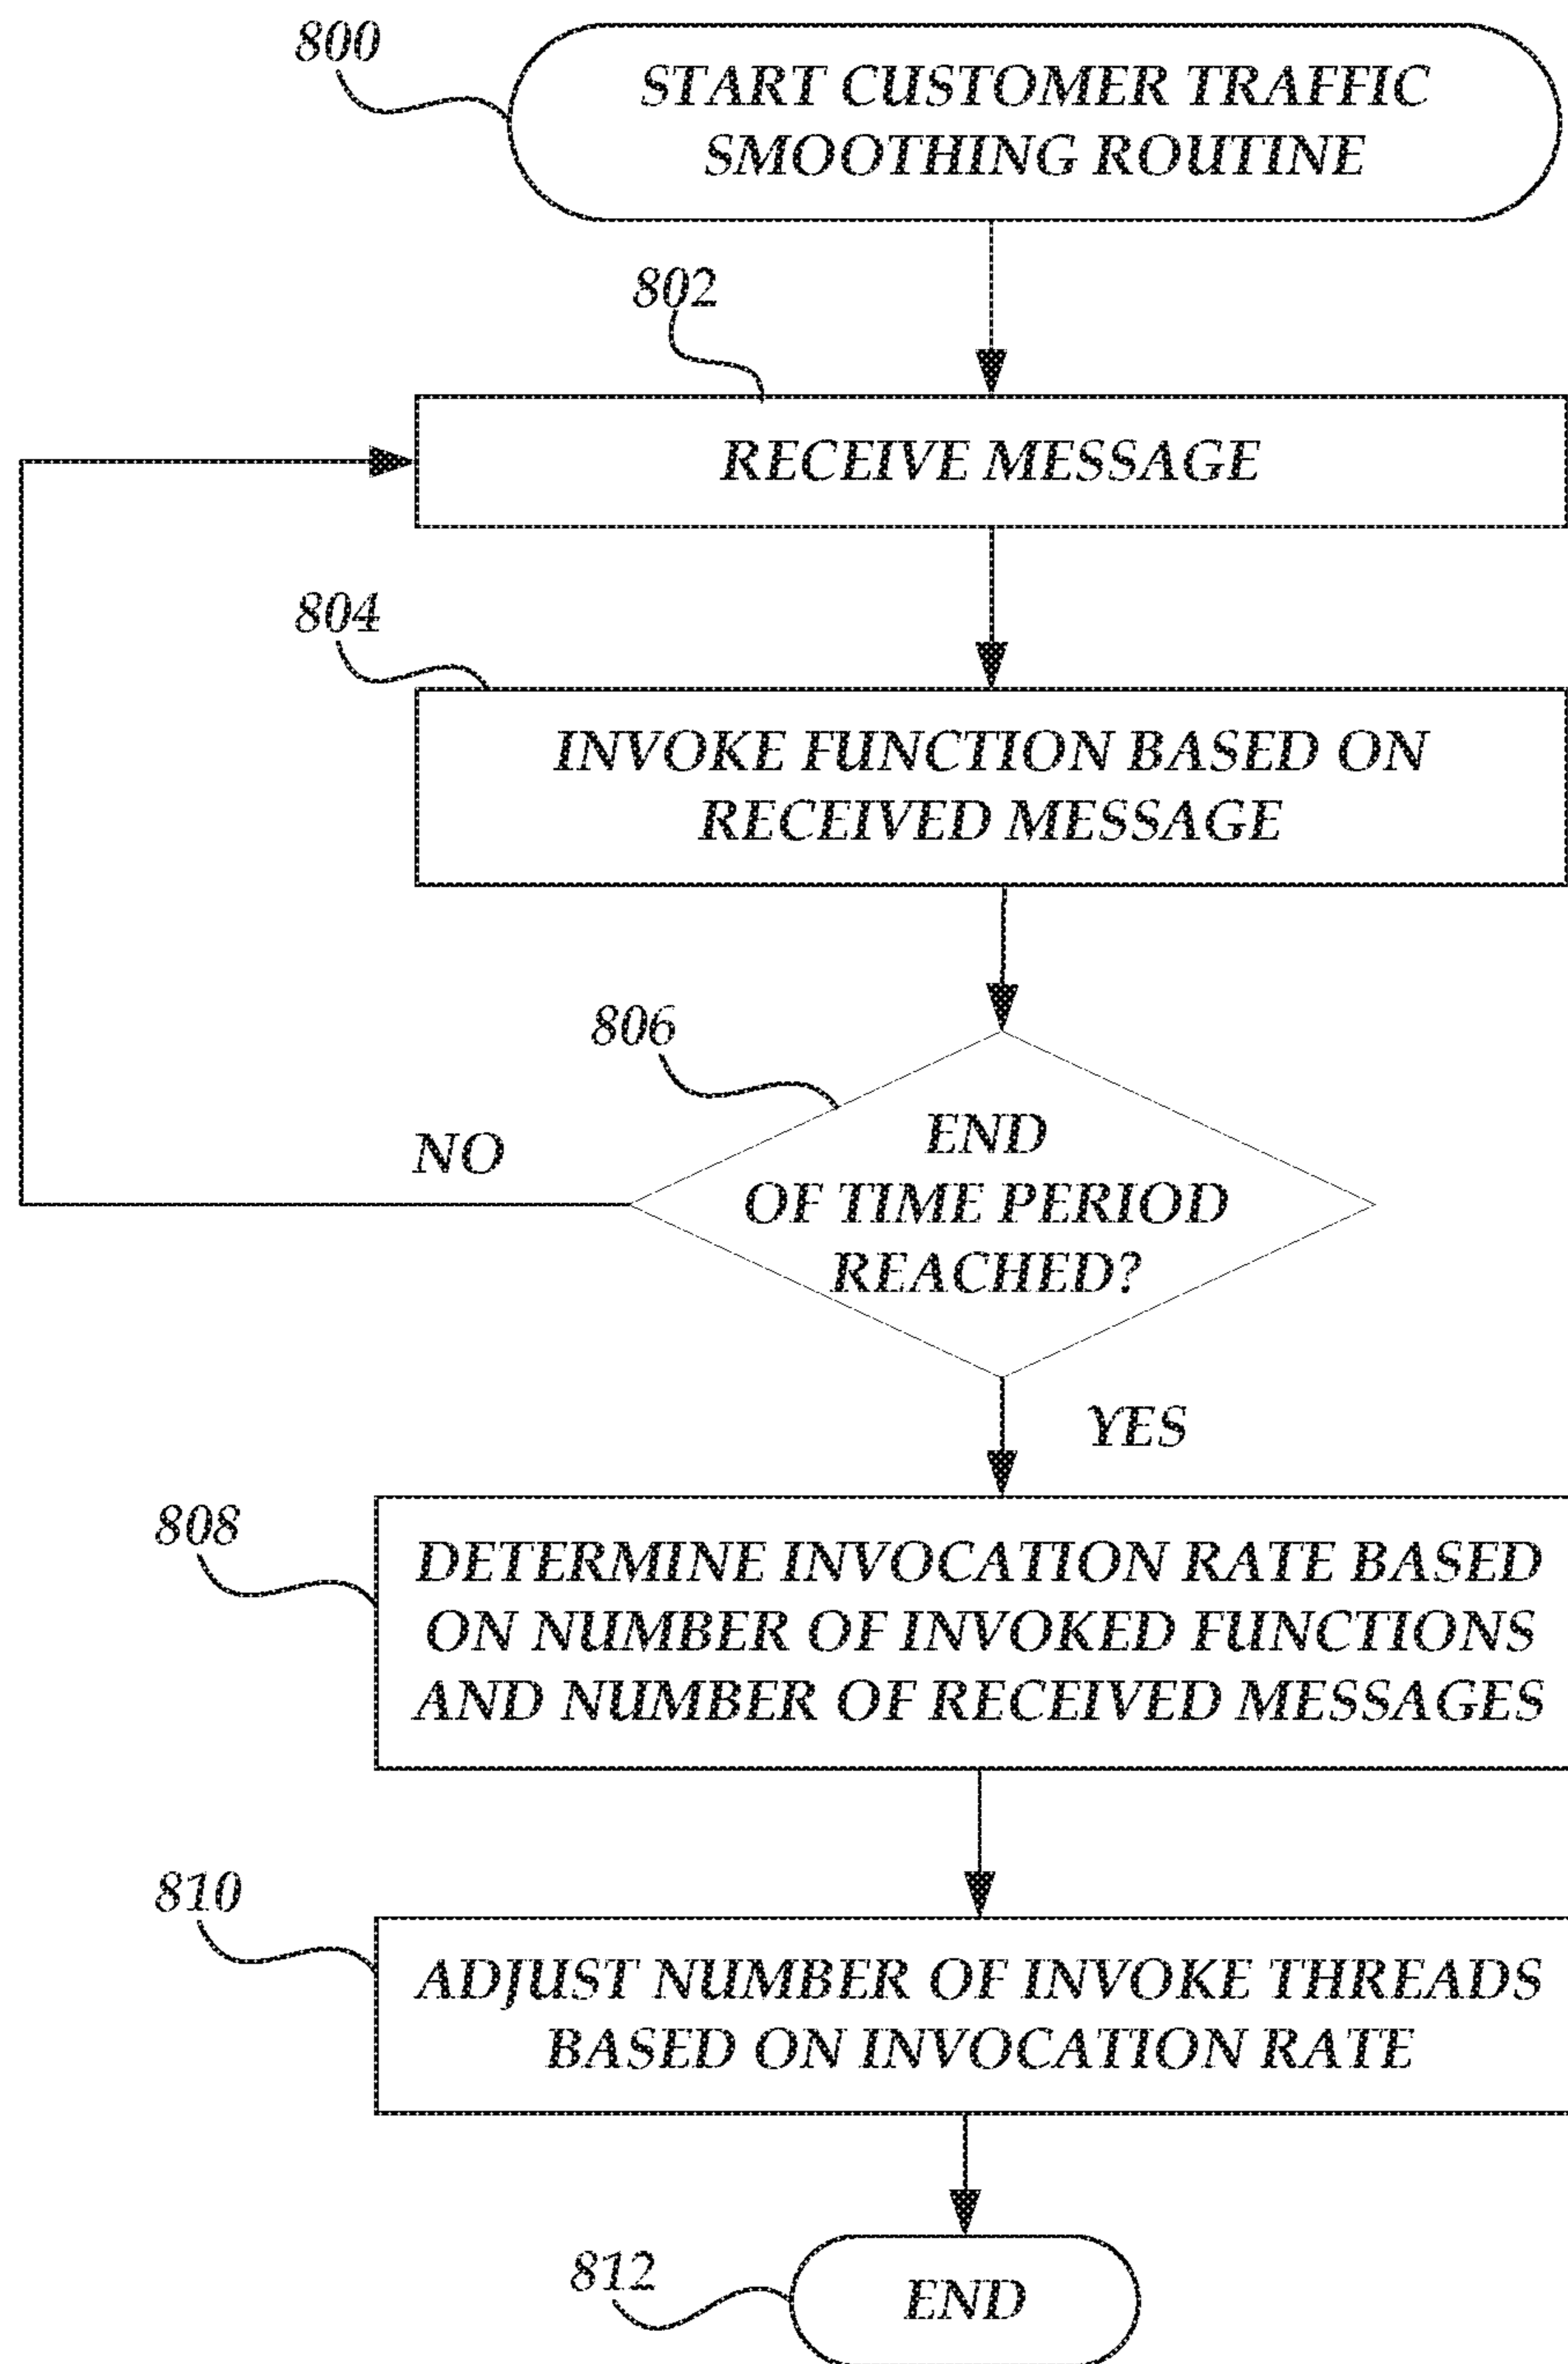 800
START CUSTOMER TRAFFIC
SMOOTHING ROUTINE
802
RECEIVE MESSAGE
804
INVOKE FUNCTION BASED ON
RECEIVED MESSAGE
806
END
OF TIME PERIOD
REACHED?
NO
YES
808
DETERMINE INVOCATION RATE BASED
ON NUMBER OF INVOKED FUNCTIONS
AND NUMBER OF RECEIVED MESSAGES
810
ADJUST NUMBER OF INVOKE THREADS
BASED ON INVOCATION RATE
812
END